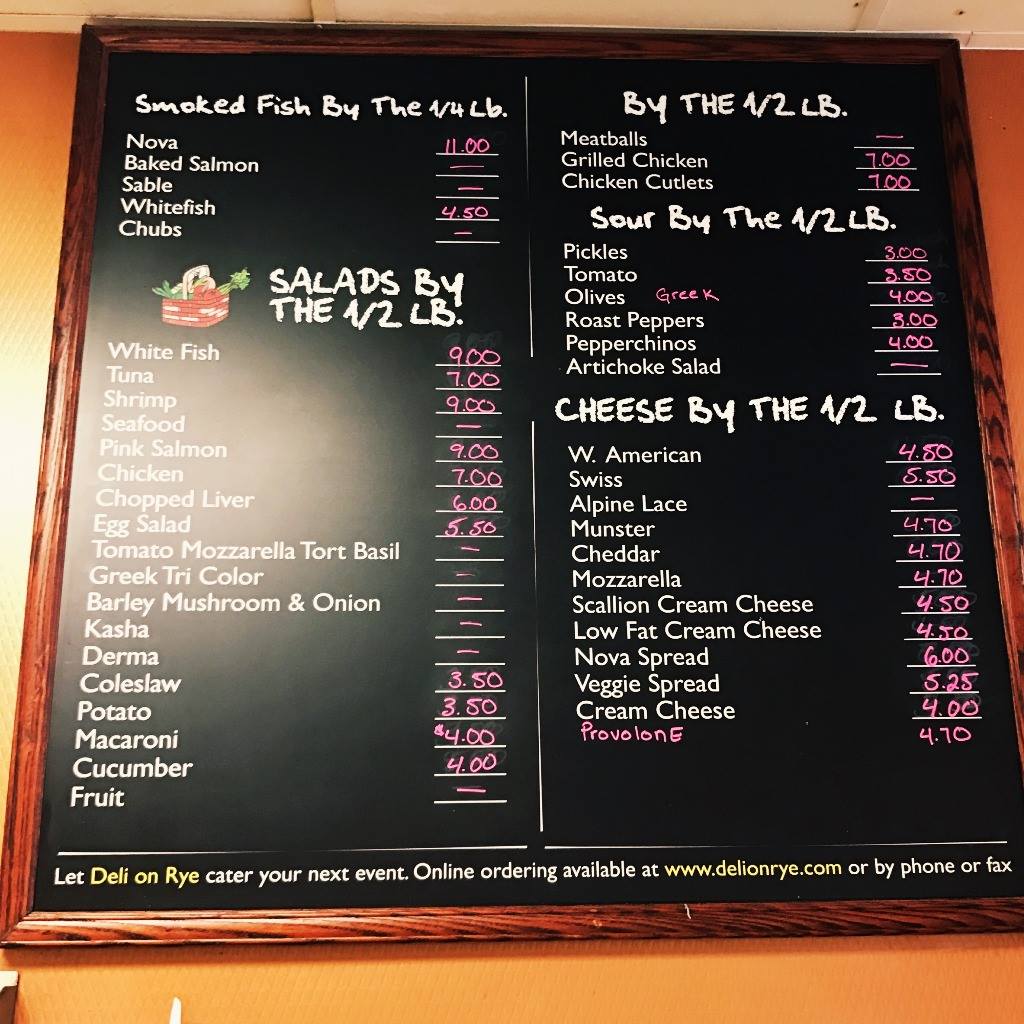 Smoked Fish By The 1/4 Lb.
Nova 11.00
Baked Salmon —
Sable —
Whitefish 4.50
Chubs —
SALADS BY
THE 1/2 LB.
White Fish 9.00
Tuna 7.00
Shrimp 9.00
Seafood —
Pink Salmon 9.00
Chicken 7.00
Chopped Liver 6.00
Egg Salad 5.50
Tomato Mozzarella Tort Basil —
Greek Tri Color —
Barley Mushroom & Onion —
Kasha —
Derma —
Coleslaw 3.50
Potato 3.50
Macaroni $4.00
Cucumber 4.00
Fruit —
BY THE 1/2 LB.
Meatballs —
Grilled Chicken 7.00
Chicken Cutlets 7.00
Sour By The 1/2 LB.
Pickles 3.00
Tomato 3.50
Olives Greek 4.00
Roast Peppers 3.00
Pepperchinos 4.00
Artichoke Salad —
CHEESE BY THE 1/2 LB.
W. American 4.50
Swiss 5.50
Alpine Lace —
Munster 4.70
Cheddar 4.70
Mozzarella 4.70
Scallion Cream Cheese 4.50
Low Fat Cream Cheese 4.50
Nova Spread 6.00
Veggie Spread 5.25
Cream Cheese 4.00
ProvolonE 4.70
Let Deli on Rye cater your next event. Online ordering available at www.delionrye.com or by phone or fax